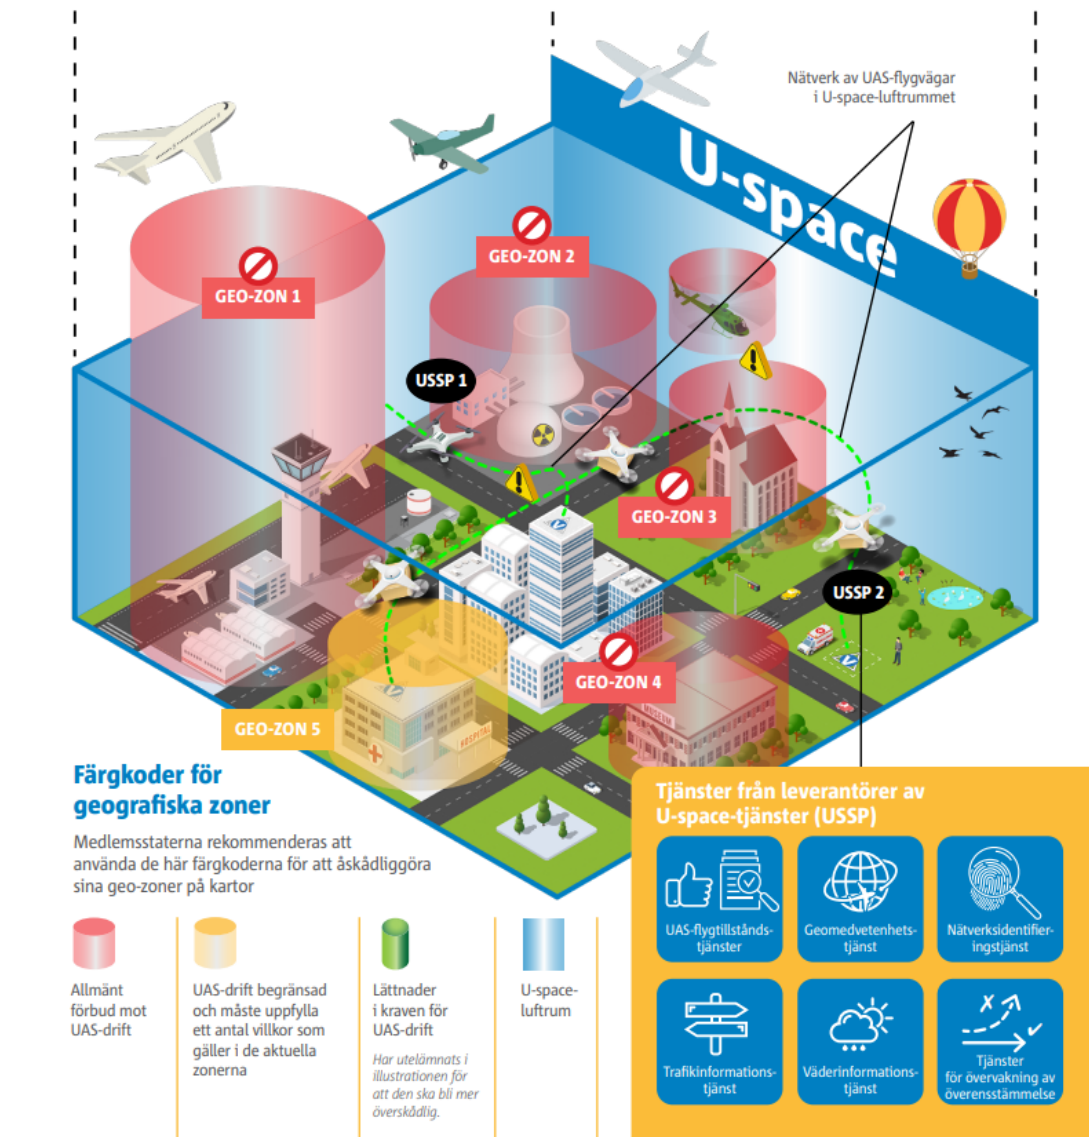 Nätverk av UAS-flygvägar
i U-space-luftrummet
U-space
GEO-ZON 1
GEO-ZON 2
USSP 1
GEO-ZON 3
USSP 2
GEO-ZON 4
MUSEUM
GEO-ZON 5
HOSPITAL
Färgkoder för
geografiska zoner
Medlemsstaterna rekommenderas att
använda de här färgkoderna för att åskådliggöra
sina geo-zoner på kartor
Allmänt
förbud mot
UAS-drift
UAS-drift begränsad
och måste uppfylla
ett antal villkor som
gäller i de aktuella
zonerna
Lättnader
i kraven för
UAS-drift
Har utelämnats i
illustrationen för
att den ska bli mer
överskådlig.
U-space-
luftrum
Tjänster från leverantörer av
U-space-tjänster (USSP)
UAS-flygtillstånds-
tjänster
Geomedvetenhets-
tjänst
Nätverksidentifier-
ingstjänst
Trafikinformations-
tjänst
Väderinformations-
tjänst
Tjänster
för övervakning av
överensstämmelse